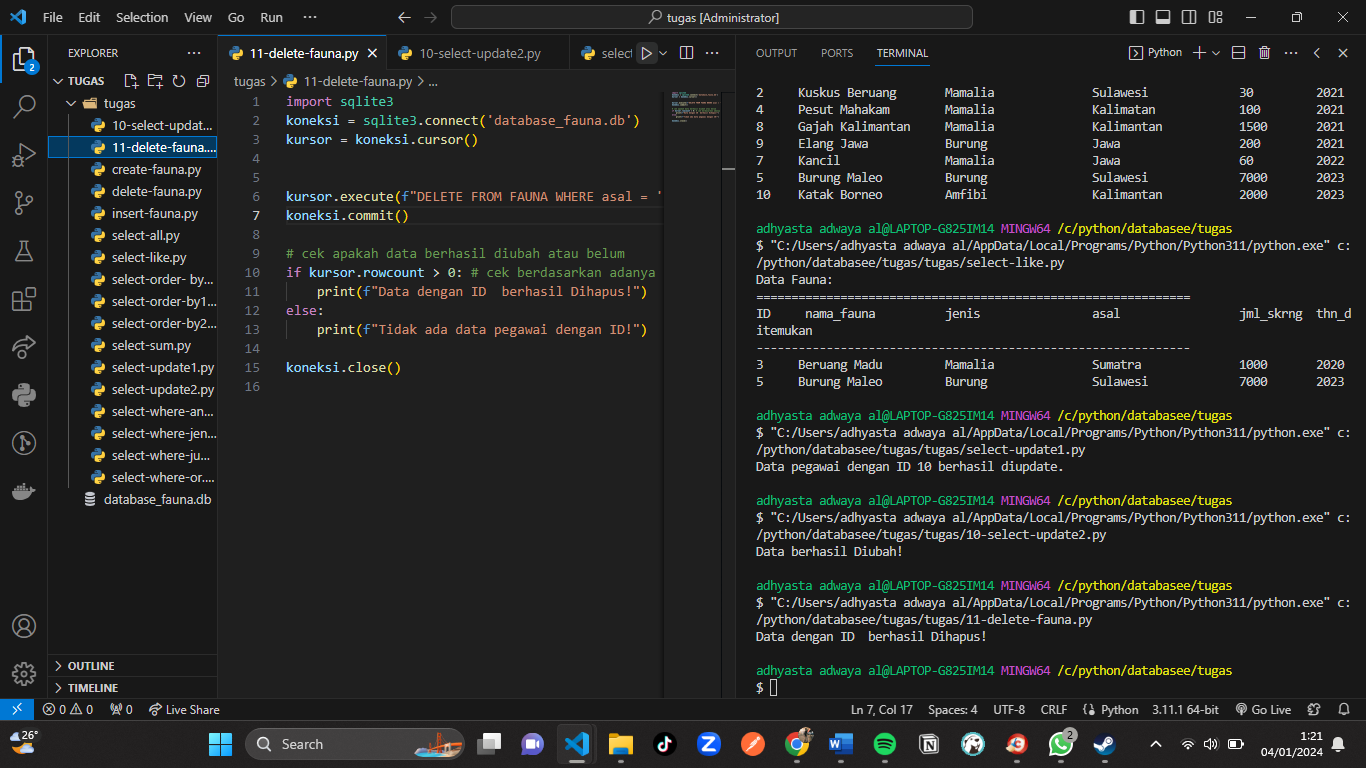 File Edit Selection View Go Run ··· tugas [Administrator]
EXPLORER ···
TUGAS
tugas
10-select-updat...
11-delete-fauna....
create-fauna.py
delete-fauna.py
insert-fauna.py
select-all.py
select-like.py
select-order- by...
select-order-by1...
select-order-by2...
select-sum.py
select-update1.py
select-update2.py
select-where-an...
select-where-jen...
select-where-ju...
select-where-or....
database_fauna.db
OUTLINE
TIMELINE
2
11-delete-fauna.py 10-select-update2.py select
tugas > 11-delete-fauna.py > ...
1 import sqlite3
2 koneksi = sqlite3.connect('database_fauna.db')
3 kursor = koneksi.cursor()
4
5
6 kursor.execute(f"DELETE FROM FAUNA WHERE asal = '
7 koneksi.commit()
8
9 # cek apakah data berhasil diubah atau belum
10 if kursor.rowcount > 0: # cek berdasarkan adanya
11 print(f"Data dengan ID  berhasil Dihapus!")
12 else:
13 print(f"Tidak ada data pegawai dengan ID!")
14
15 koneksi.close()
16
OUTPUT PORTS TERMINAL Python
2 Kuskus Beruang Mamalia Sulawesi 30 2021
4 Pesut Mahakam Mamalia Kalimatan 100 2021
8 Gajah Kalimantan Mamalia Kalimantan 1500 2021
9 Elang Jawa Burung Jawa 200 2021
7 Kancil Mamalia Jawa 60 2022
5 Burung Maleo Burung Sulawesi 7000 2023
10 Katak Borneo Amfibi Kalimantan 2000 2023
adhyasta adwaya al@LAPTOP-G825IM14 MINGW64 /c/python/databasee/tugas
$ "C:/Users/adhyasta adwaya al/AppData/Local/Programs/Python/Python311/python.exe" c:
/python/databasee/tugas/tugas/select-like.py
Data Fauna:
==============================================================
ID nama_fauna jenis asal jml_skrng thn_d
itemukan
--------------------------------------------------------------
3 Beruang Madu Mamalia Sumatra 1000 2020
5 Burung Maleo Burung Sulawesi 7000 2023
adhyasta adwaya al@LAPTOP-G825IM14 MINGW64 /c/python/databasee/tugas
$ "C:/Users/adhyasta adwaya al/AppData/Local/Programs/Python/Python311/python.exe" c:
/python/databasee/tugas/tugas/select-update1.py
Data pegawai dengan ID 10 berhasil diupdate.
adhyasta adwaya al@LAPTOP-G825IM14 MINGW64 /c/python/databasee/tugas
$ "C:/Users/adhyasta adwaya al/AppData/Local/Programs/Python/Python311/python.exe" c:
/python/databasee/tugas/tugas/10-select-update2.py
Data berhasil Diubah!
adhyasta adwaya al@LAPTOP-G825IM14 MINGW64 /c/python/databasee/tugas
$ "C:/Users/adhyasta adwaya al/AppData/Local/Programs/Python/Python311/python.exe" c:
/python/databasee/tugas/tugas/11-delete-fauna.py
Data dengan ID  berhasil Dihapus!
adhyasta adwaya al@LAPTOP-G825IM14 MINGW64 /c/python/databasee/tugas
$
0 0 0 Live Share Ln 7, Col 17 Spaces: 4 UTF-8 CRLF Python 3.11.1 64-bit Go Live
26° Search 2 1:21
04/01/2024